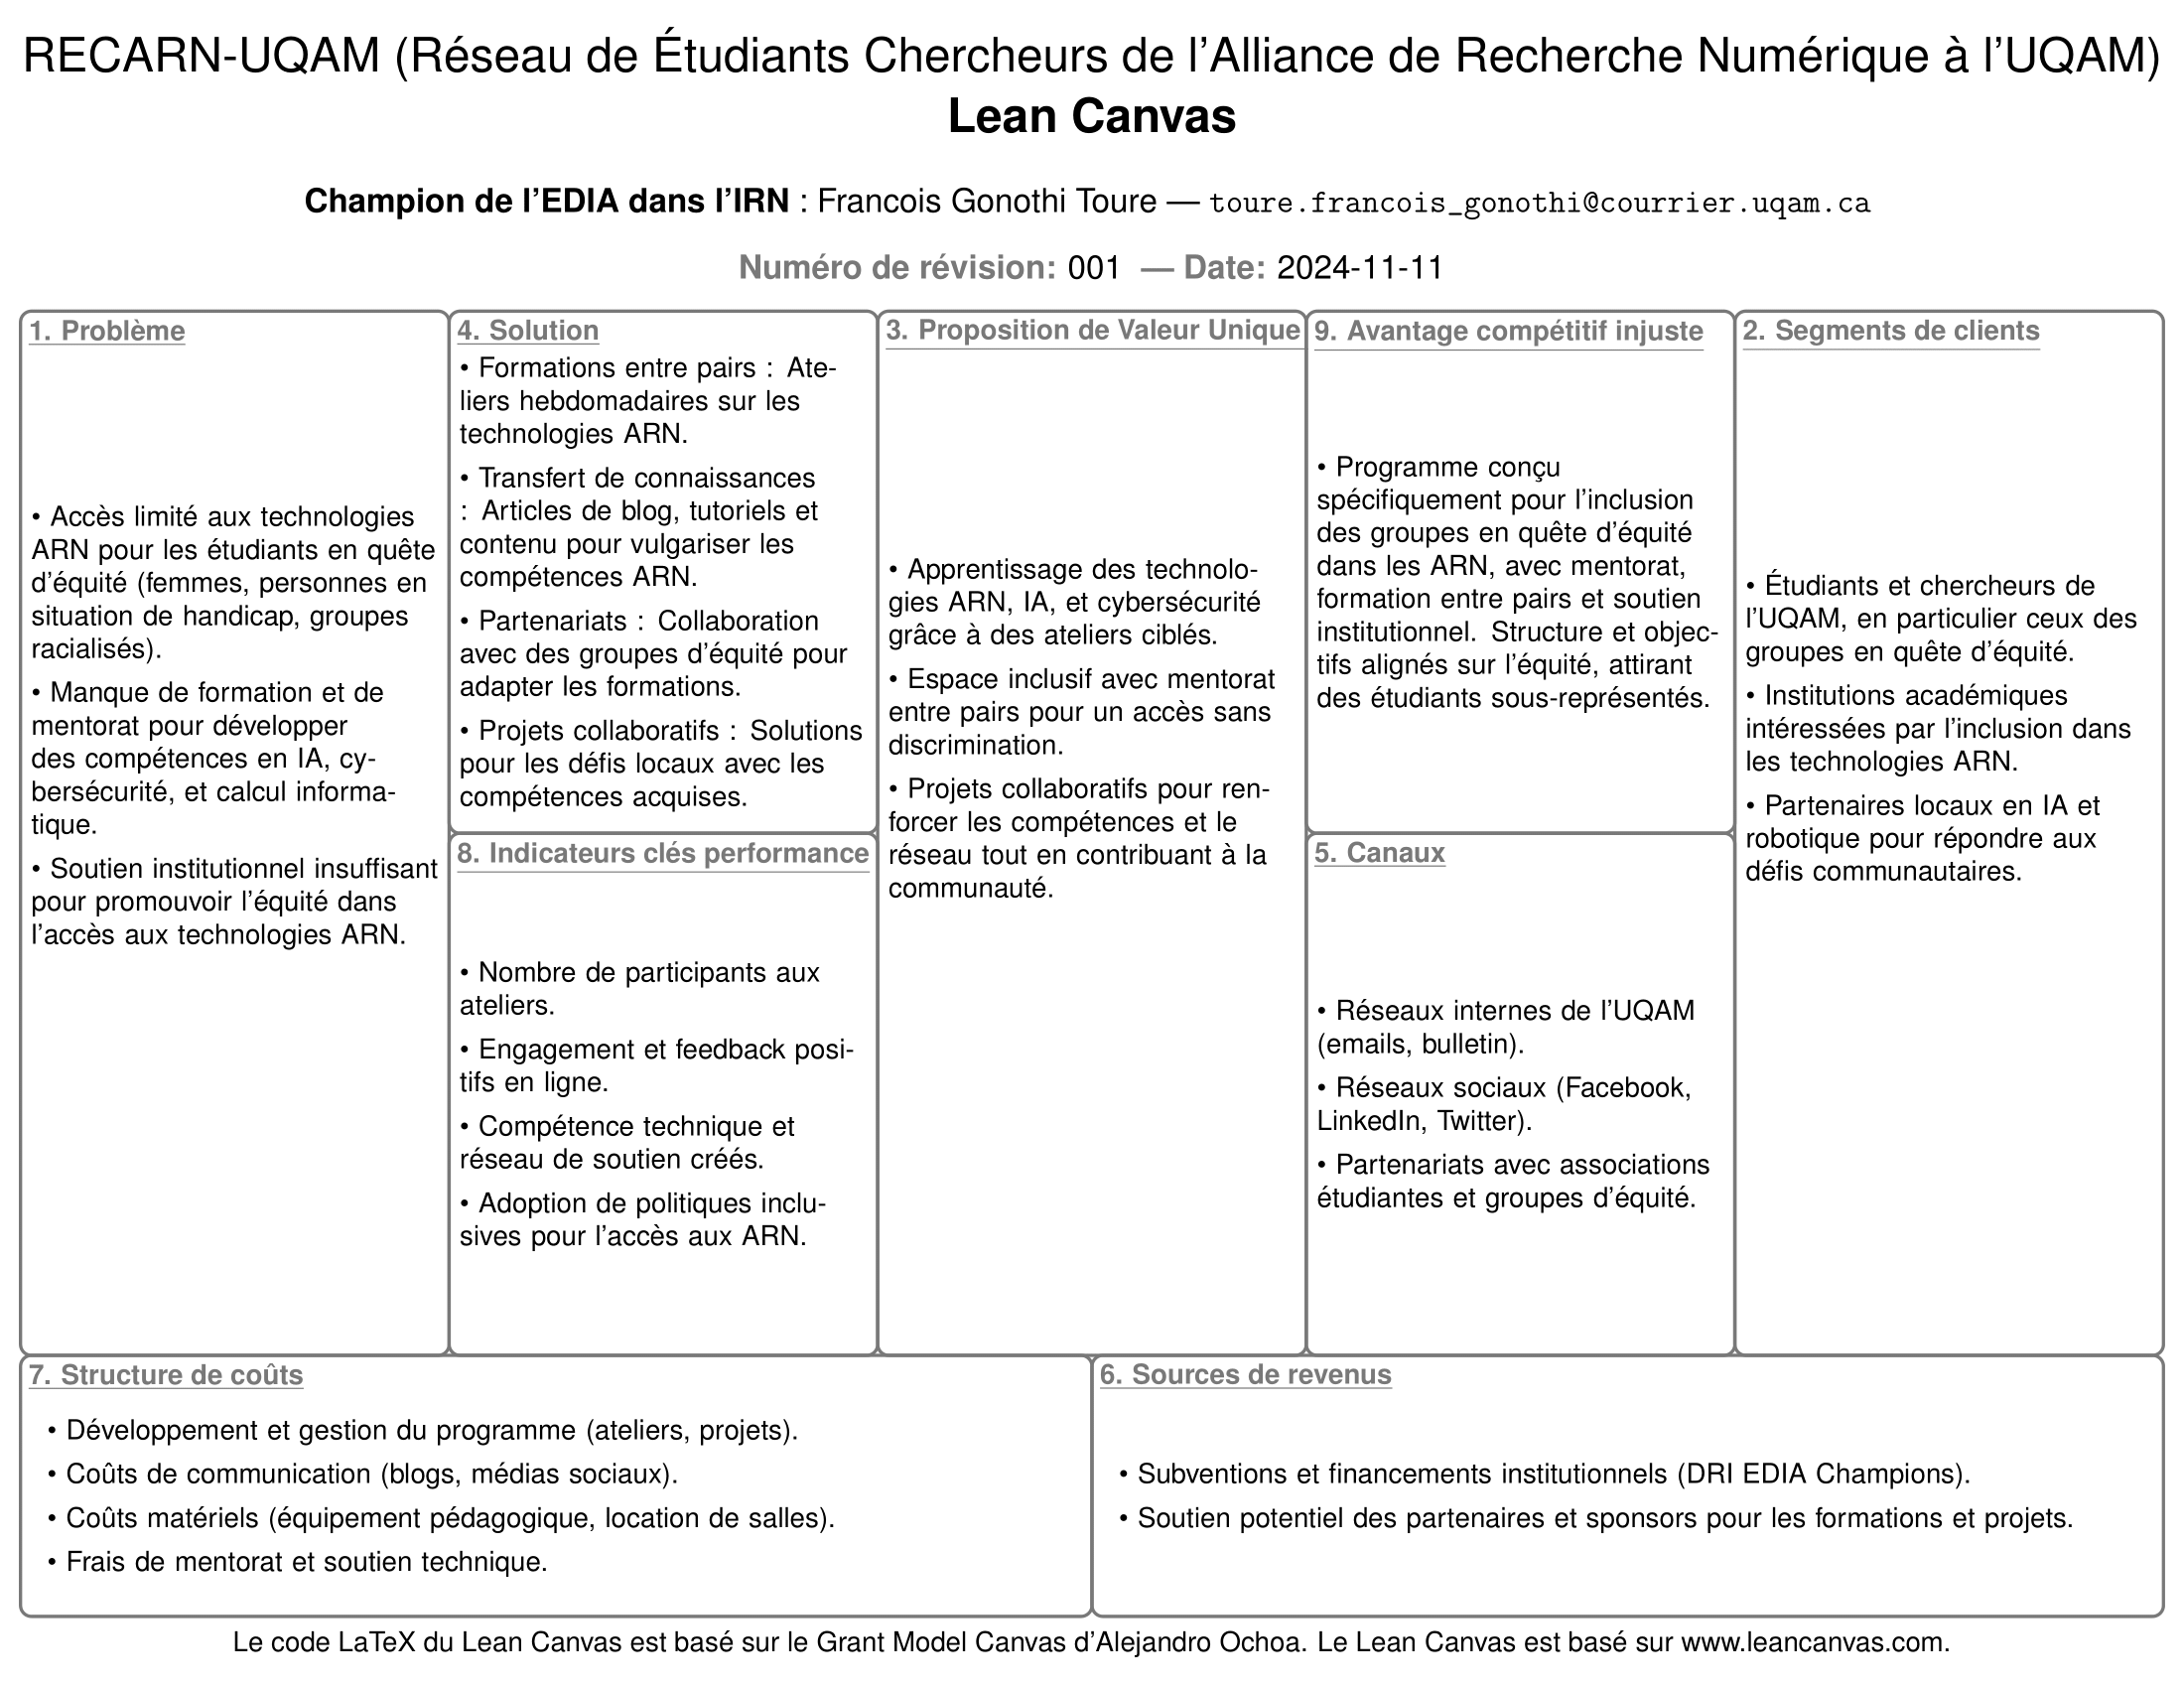 RECARN-UQAM (Réseau de Étudiants Chercheurs de l'Alliance de Recherche Numérique à l'UQAM)
Lean Canvas
Champion de l'EDIA dans l'IRN : Francois Gonothi Toure — toure.francois_gonothi@courrier.uqam.ca
Numéro de révision: 001 — Date: 2024-11-11
1. Problème
• Accès limité aux technologies
ARN pour les étudiants en quête
d'équité (femmes, personnes en
situation de handicap, groupes
racialisés).
• Manque de formation et de
mentorat pour développer
des compétences en IA, cy-
bersécurité, et calcul informa-
tique.
• Soutien institutionnel insuffisant
pour promouvoir l'équité dans
l'accès aux technologies ARN.
4. Solution
• Formations entre pairs : Ate-
liers hebdomadaires sur les
technologies ARN.
• Transfert de connaissances
: Articles de blog, tutoriels et
contenu pour vulgariser les
compétences ARN.
• Partenariats : Collaboration
avec des groupes d'équité pour
adapter les formations.
• Projets collaboratifs : Solutions
pour les défis locaux avec les
compétences acquises.
8. Indicateurs clés performance
• Nombre de participants aux
ateliers.
• Engagement et feedback posi-
tifs en ligne.
• Compétence technique et
réseau de soutien créés.
• Adoption de politiques inclu-
sives pour l'accès aux ARN.
3. Proposition de Valeur Unique
• Apprentissage des technolo-
gies ARN, IA, et cybersécurité
grâce à des ateliers ciblés.
• Espace inclusif avec mentorat
entre pairs pour un accès sans
discrimination.
• Projets collaboratifs pour ren-
forcer les compétences et le
réseau tout en contribuant à la
communauté.
9. Avantage compétitif injuste
• Programme conçu
spécifiquement pour l'inclusion
des groupes en quête d'équité
dans les ARN, avec mentorat,
formation entre pairs et soutien
institutionnel. Structure et objec-
tifs alignés sur l'équité, attirant
des étudiants sous-représentés.
5. Canaux
• Réseaux internes de l'UQAM
(emails, bulletin).
• Réseaux sociaux (Facebook,
LinkedIn, Twitter).
• Partenariats avec associations
étudiantes et groupes d'équité.
2. Segments de clients
• Étudiants et chercheurs de
l'UQAM, en particulier ceux des
groupes en quête d'équité.
• Institutions académiques
intéressées par l'inclusion dans
les technologies ARN.
• Partenaires locaux en IA et
robotique pour répondre aux
défis communautaires.
7. Structure de coûts
• Développement et gestion du programme (ateliers, projets).
• Coûts de communication (blogs, médias sociaux).
• Coûts matériels (équipement pédagogique, location de salles).
• Frais de mentorat et soutien technique.
6. Sources de revenus
• Subventions et financements institutionnels (DRI EDIA Champions).
• Soutien potentiel des partenaires et sponsors pour les formations et projets.
Le code LaTeX du Lean Canvas est basé sur le Grant Model Canvas d'Alejandro Ochoa. Le Lean Canvas est basé sur www.leancanvas.com.